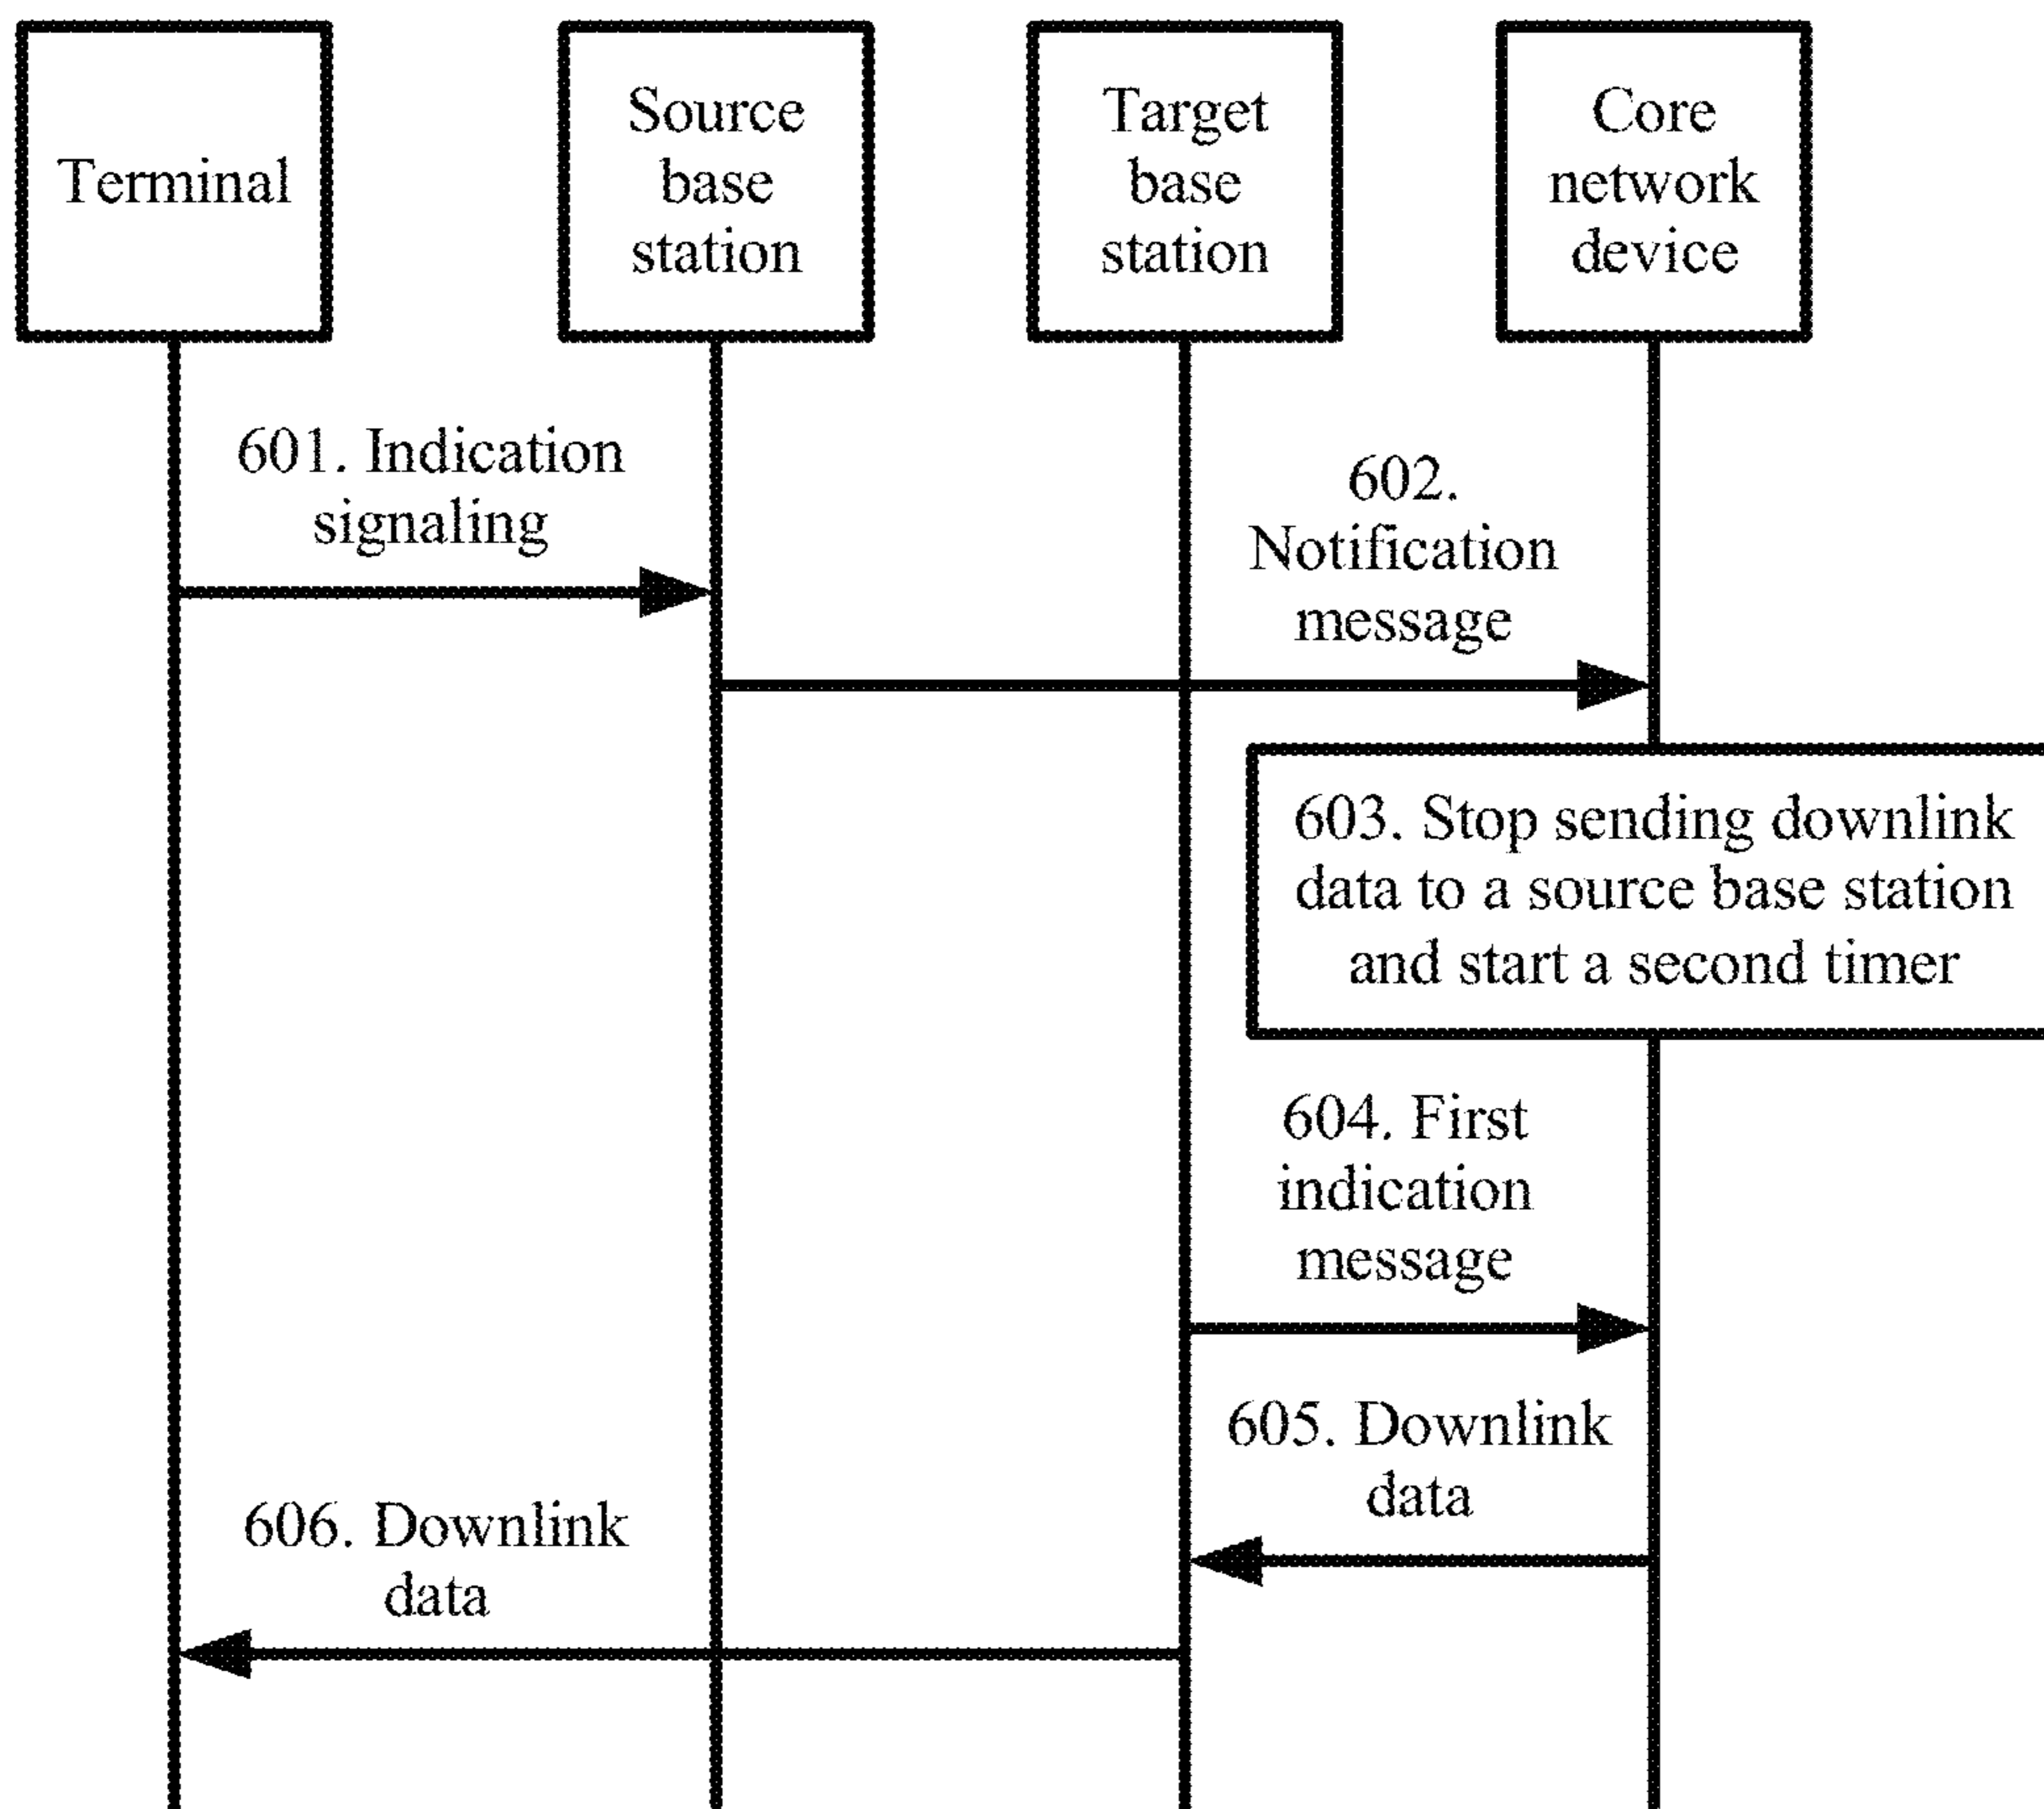 Terminal
Source
base
station
Target
base
station
Core
network
device
601. Indication
signaling
602.
Notification
message
603. Stop sending downlink
data to a source base station
and start a second timer
604. First
indication
message
605. Downlink
data
606. Downlink
data